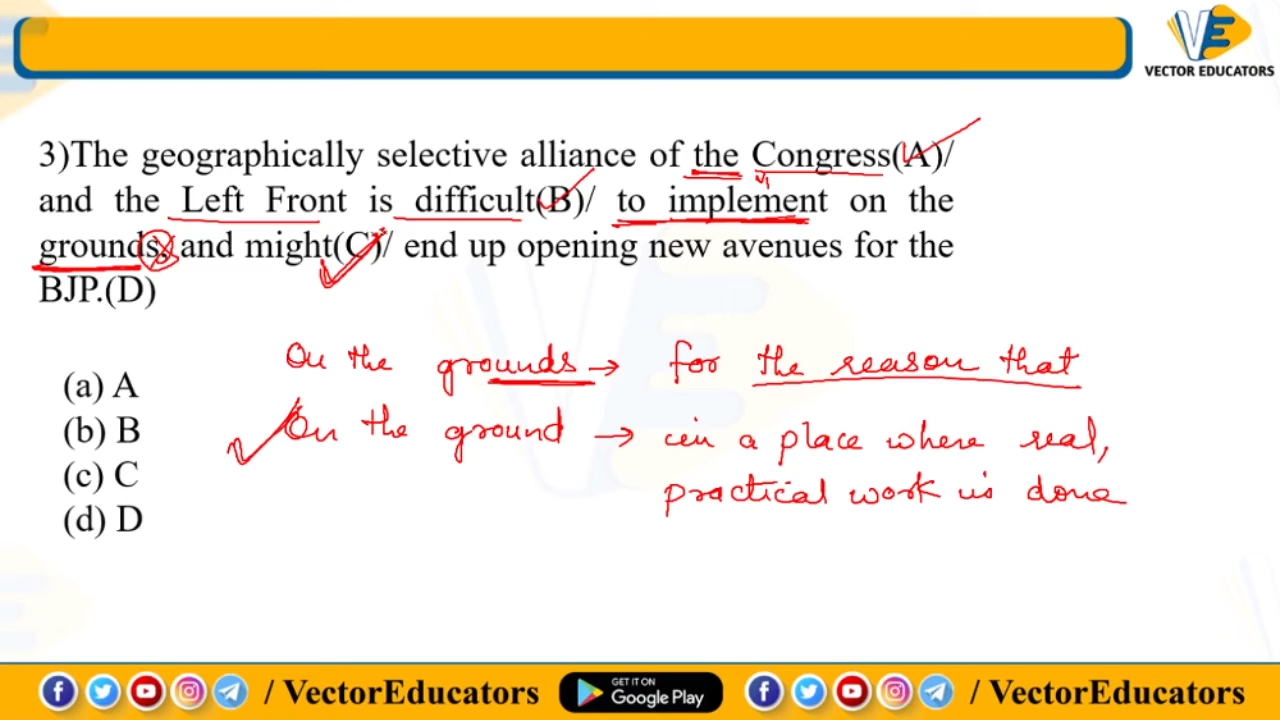 VE
VECTOR EDUCATORS
3)The geographically selective alliance of the Congress(A)/
and the Left Front is difficult(B)/ to implement on the
grounds, and might(C)/ end up opening new avenues for the
BJP.(D)
On the grounds → for the reason that
On the ground → in a place where real,
practical work is done
(a) A
(b) B
(c) C
(d) D
/ VectorEducators
GET IT ON
Google Play
/ VectorEducators